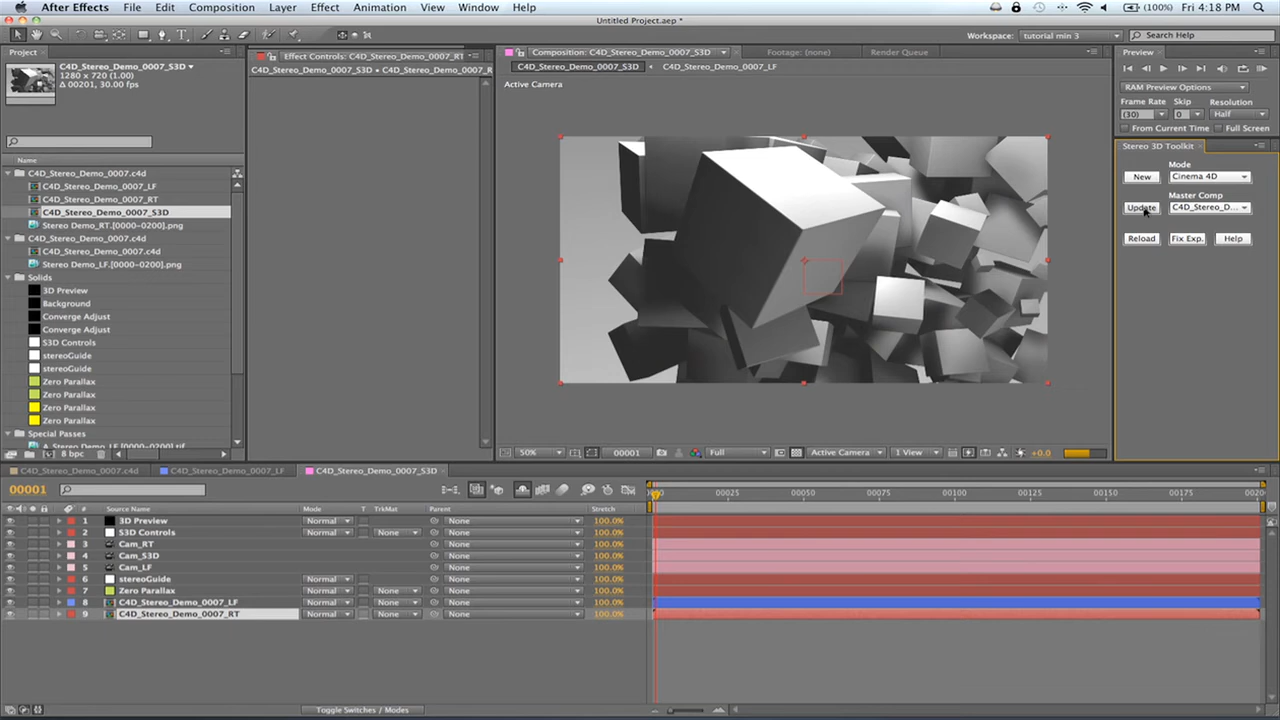 After Effects File Edit Composition Layer Effect Animation View Window Help (100%) Fri 4:18 PM
Untitled Project.aep *
Workspace: tutorial min 3 Search Help
Project
C4D_Stereo_Demo_0007_S3D
1280 x 720 (1.00)
Δ 00201, 30.00 fps
Name
C4D_Stereo_Demo_0007.c4d
C4D_Stereo_Demo_0007_LF
C4D_Stereo_Demo_0007_RT
C4D_Stereo_Demo_0007_S3D
Stereo Demo_RT.[0000-0200].png
C4D_Stereo_Demo_0007.c4d
C4D_Stereo_Demo_0007.c4d
Stereo Demo_LF.[0000-0200].png
Solids
3D Preview
Background
Converge Adjust
Converge Adjust
S3D Controls
stereoGuide
stereoGuide
Zero Parallax
Zero Parallax
Zero Parallax
Zero Parallax
Special Passes
A_Stereo_Demo_LF.[0000-0200].tif
8 bpc
Effect Controls: C4D_Stereo_Demo_0007_RT
C4D_Stereo_Demo_0007_S3D • C4D_Stereo_Demo_0007_R
Composition: C4D_Stereo_Demo_0007_S3D
Footage: (none)
Render Queue
C4D_Stereo_Demo_0007_S3D C4D_Stereo_Demo_0007_LF
Active Camera
50% 00001 Full Active Camera 1 View +0.0
Preview
RAM Preview Options
Frame Rate Skip Resolution
(30) 0 Half
From Current Time Full Screen
Stereo 3D Toolkit
Mode
New Cinema 4D
Master Comp
Update C4D_Stereo_D...
Reload Fix Exp. Help
C4D_Stereo_Demo_0007.c4d C4D_Stereo_Demo_0007_LF C4D_Stereo_Demo_0007_S3D
00001
00025 00050 00075 00100 00125 00150 00175 0020
# Source Name Mode T TrkMat Parent Stretch
1 3D Preview Normal None 100.0%
2 S3D Controls Normal None None 100.0%
3 Cam_RT None 100.0%
4 Cam_S3D None 100.0%
5 Cam_LF None 100.0%
6 stereoGuide Normal None 100.0%
7 Zero Parallax Normal None None 100.0%
8 C4D_Stereo_Demo_0007_LF Normal None None 100.0%
9 C4D_Stereo_Demo_0007_RT Normal None None 100.0%
Toggle Switches / Modes